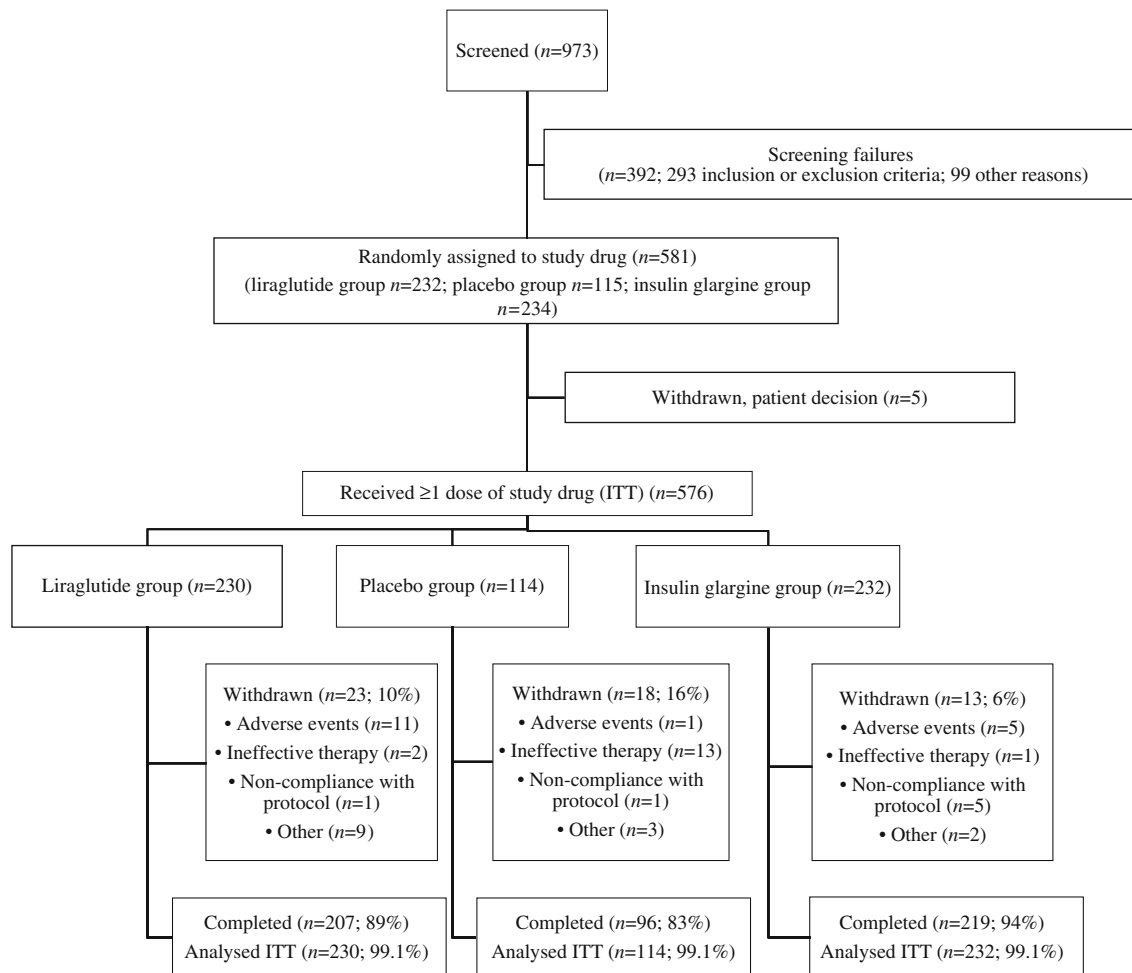 Screened (n=973)
Screening failures
(n=392; 293 inclusion or exclusion criteria; 99 other reasons)
Randomly assigned to study drug (n=581)
(liraglutide group n=232; placebo group n=115; insulin glargine group
n=234)
Withdrawn, patient decision (n=5)
Received ≥1 dose of study drug (ITT) (n=576)
Liraglutide group (n=230)
Placebo group (n=114)
Insulin glargine group (n=232)
Withdrawn (n=23; 10%)
• Adverse events (n=11)
• Ineffective therapy (n=2)
• Non-compliance with
protocol (n=1)
• Other (n=9)
Withdrawn (n=18; 16%)
• Adverse events (n=1)
• Ineffective therapy (n=13)
• Non-compliance with
protocol (n=1)
• Other (n=3)
Withdrawn (n=13; 6%)
• Adverse events (n=5)
• Ineffective therapy (n=1)
• Non-compliance with
protocol (n=5)
• Other (n=2)
Completed (n=207; 89%)
Analysed ITT (n=230; 99.1%)
Completed (n=96; 83%)
Analysed ITT (n=114; 99.1%)
Completed (n=219; 94%)
Analysed ITT (n=232; 99.1%)